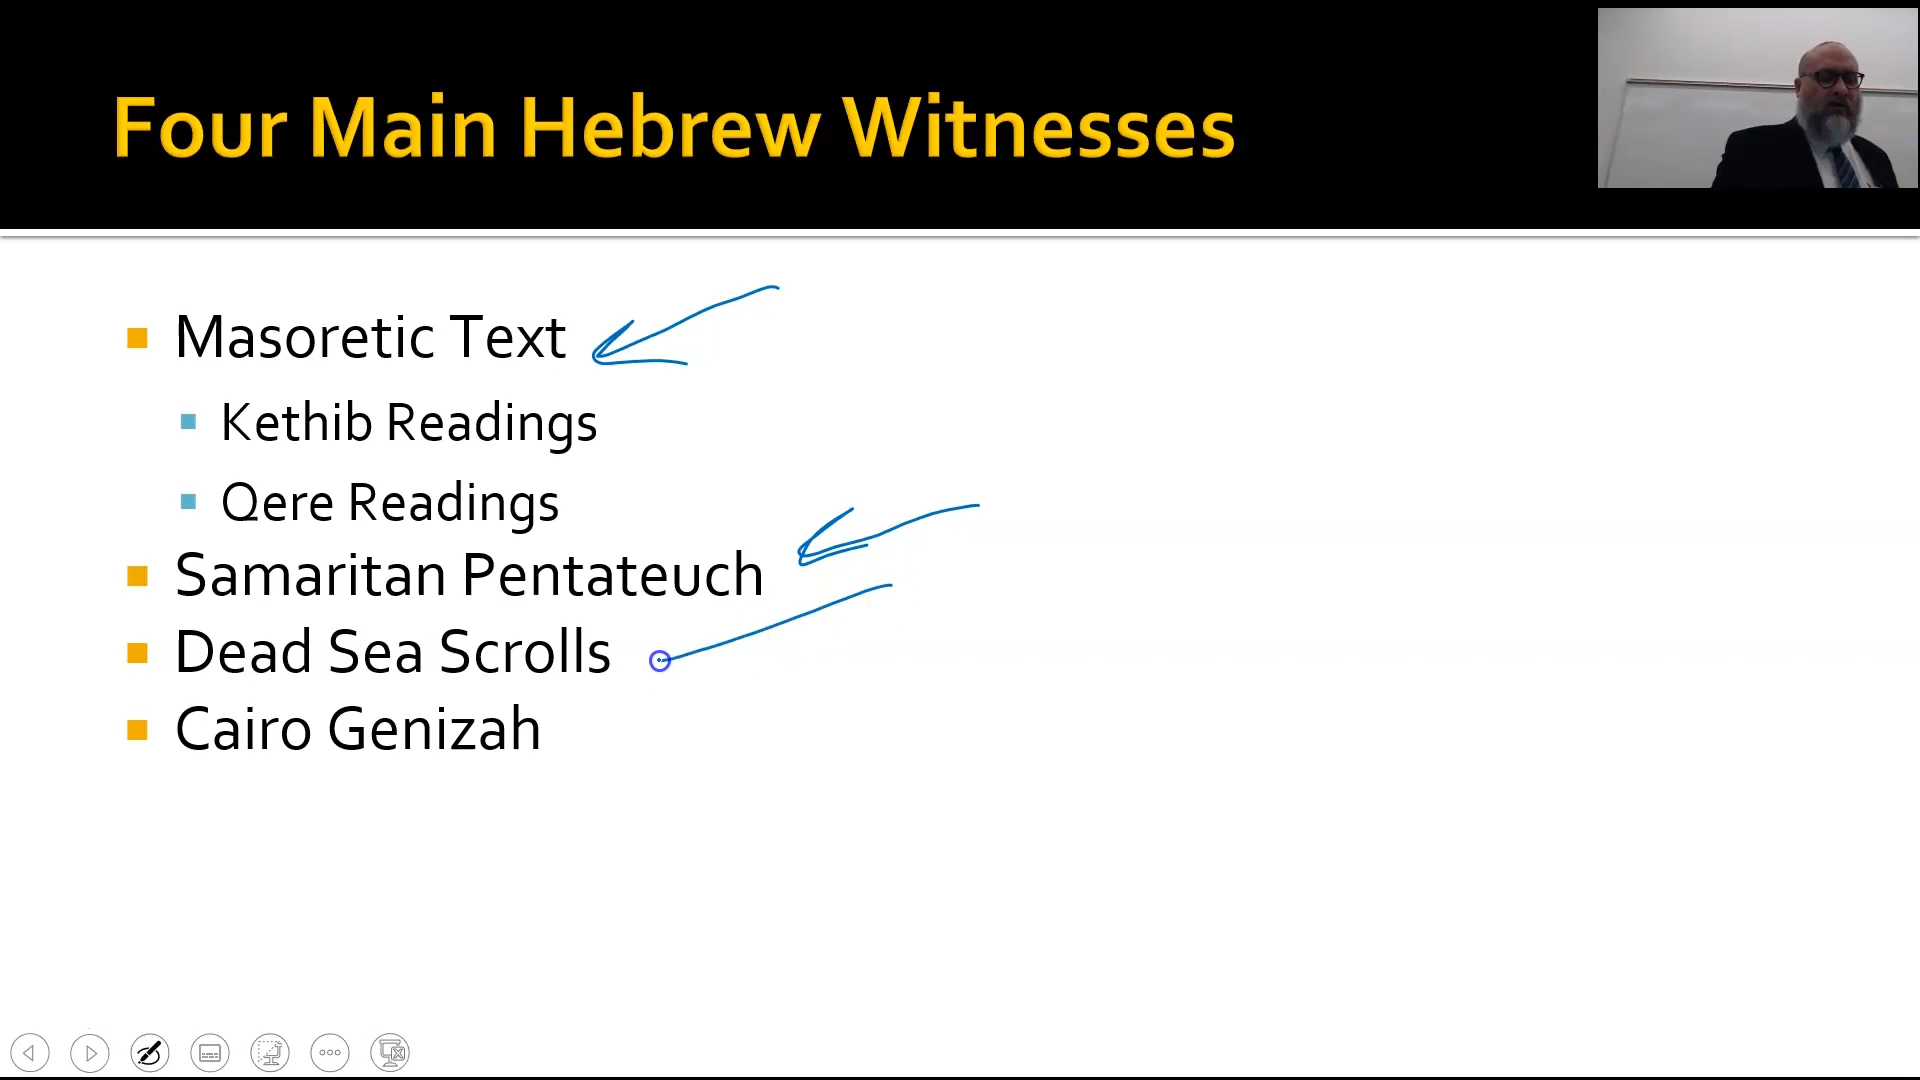 Four Main Hebrew Witnesses
Masoretic Text
Kethib Readings
Qere Readings
Samaritan Pentateuch
Dead Sea Scrolls
Cairo Genizah